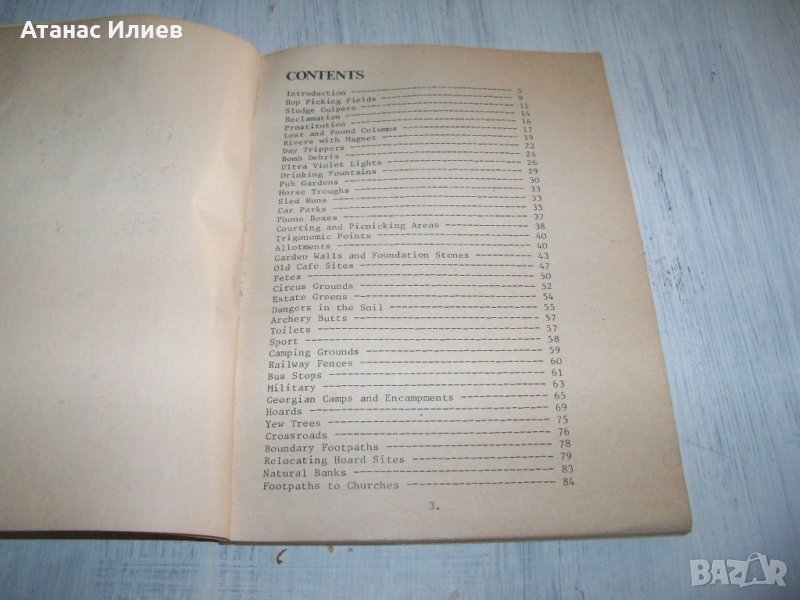 Атанас Илиев
CONTENTS
Introduction ---------------------------- 5
Hop Picking Fields ---------------------- 9
Sludge Gulpers -------------------------- 11
Reclamation ----------------------------- 14
Prostitution ---------------------------- 16
Lost and Found Columns ------------------ 17
Rivers with Magnet ---------------------- 19
Day Trippers ---------------------------- 22
Bomb Debris ----------------------------- 24
Ultra Violet Lights --------------------- 26
Drinking Fountains ---------------------- 29
Pub Gardens ----------------------------- 30
Horse Troughs --------------------------- 33
Sled Runs ------------------------------- 33
Car Parks ------------------------------- 35
Phone Boxes ----------------------------- 37
Courting and Picnicking Areas ----------- 38
Trigonomic Points ----------------------- 40
Allotments ------------------------------ 40
Garden Walls and Foundation Stones ------ 43
Old Cafe Sites -------------------------- 47
Fetes ----------------------------------- 50
Circus Grounds -------------------------- 52
Estate Greens --------------------------- 54
Dangers in the Soil --------------------- 55
Archery Butts --------------------------- 57
Toilets --------------------------------- 57
Sport ----------------------------------- 58
Camping Grounds ------------------------- 59
Railway Fences -------------------------- 60
Bus Stops ------------------------------- 61
Military -------------------------------- 63
Georgian Camps and Encampments ---------- 65
Hoards ---------------------------------- 69
Yew Trees ------------------------------- 75
Crossroads ------------------------------ 76
Boundary Footpaths ---------------------- 78
Relocating Hoard Sites ------------------ 79
Natural Banks --------------------------- 83
Footpaths to Churches ------------------- 84
3.
BAZAR